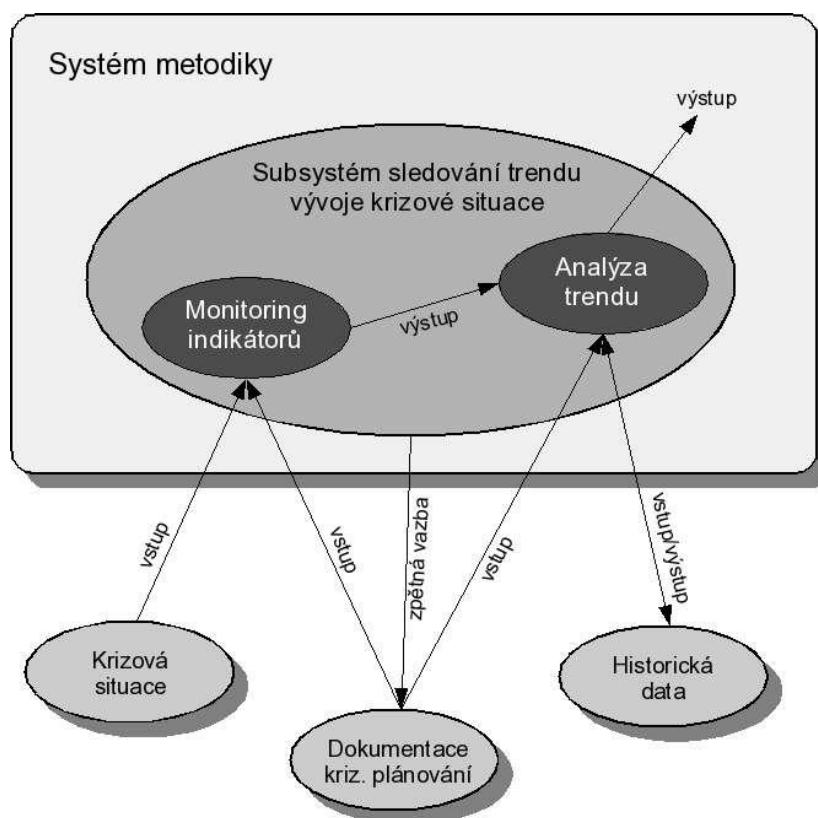 Systém metodiky
výstup
Subsystém sledování trendu
vývoje krizové situace
Analýza
trendu
Monitoring
indikátorů
výstup
vstup
vstup
zpětná vazba
vstup
vstup/výstup
Krizová
situace
Historická
data
Dokumentace
kriz. plánování